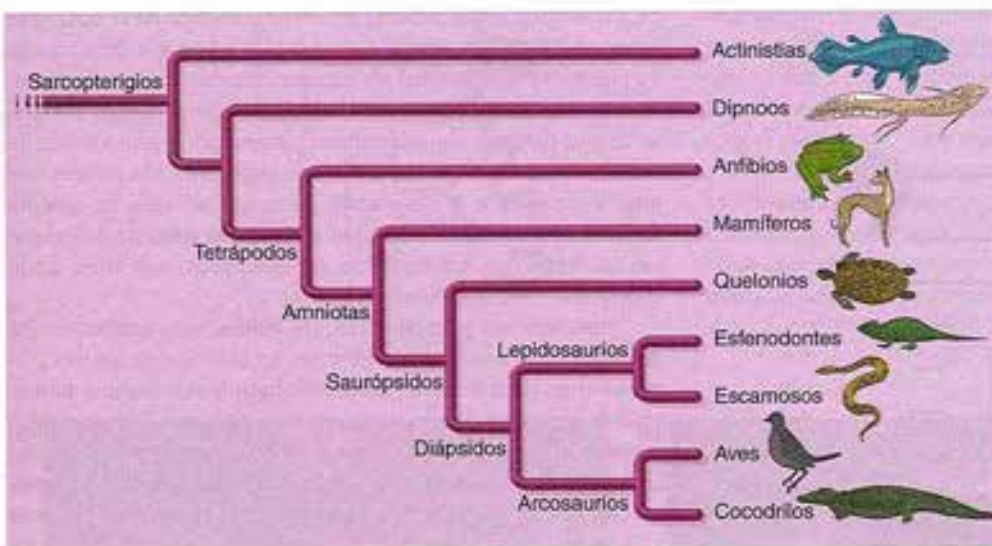 Sarcopterigios
Actinistias
Dipnoos
Anfibios
Tetrápodos
Mamíferos
Amniotas
Quelonios
Saurópsidos
Lepidosaurios
Esfenodontes
Escamosos
Diápsidos
Aves
Arcosaurios
Cocodrilos